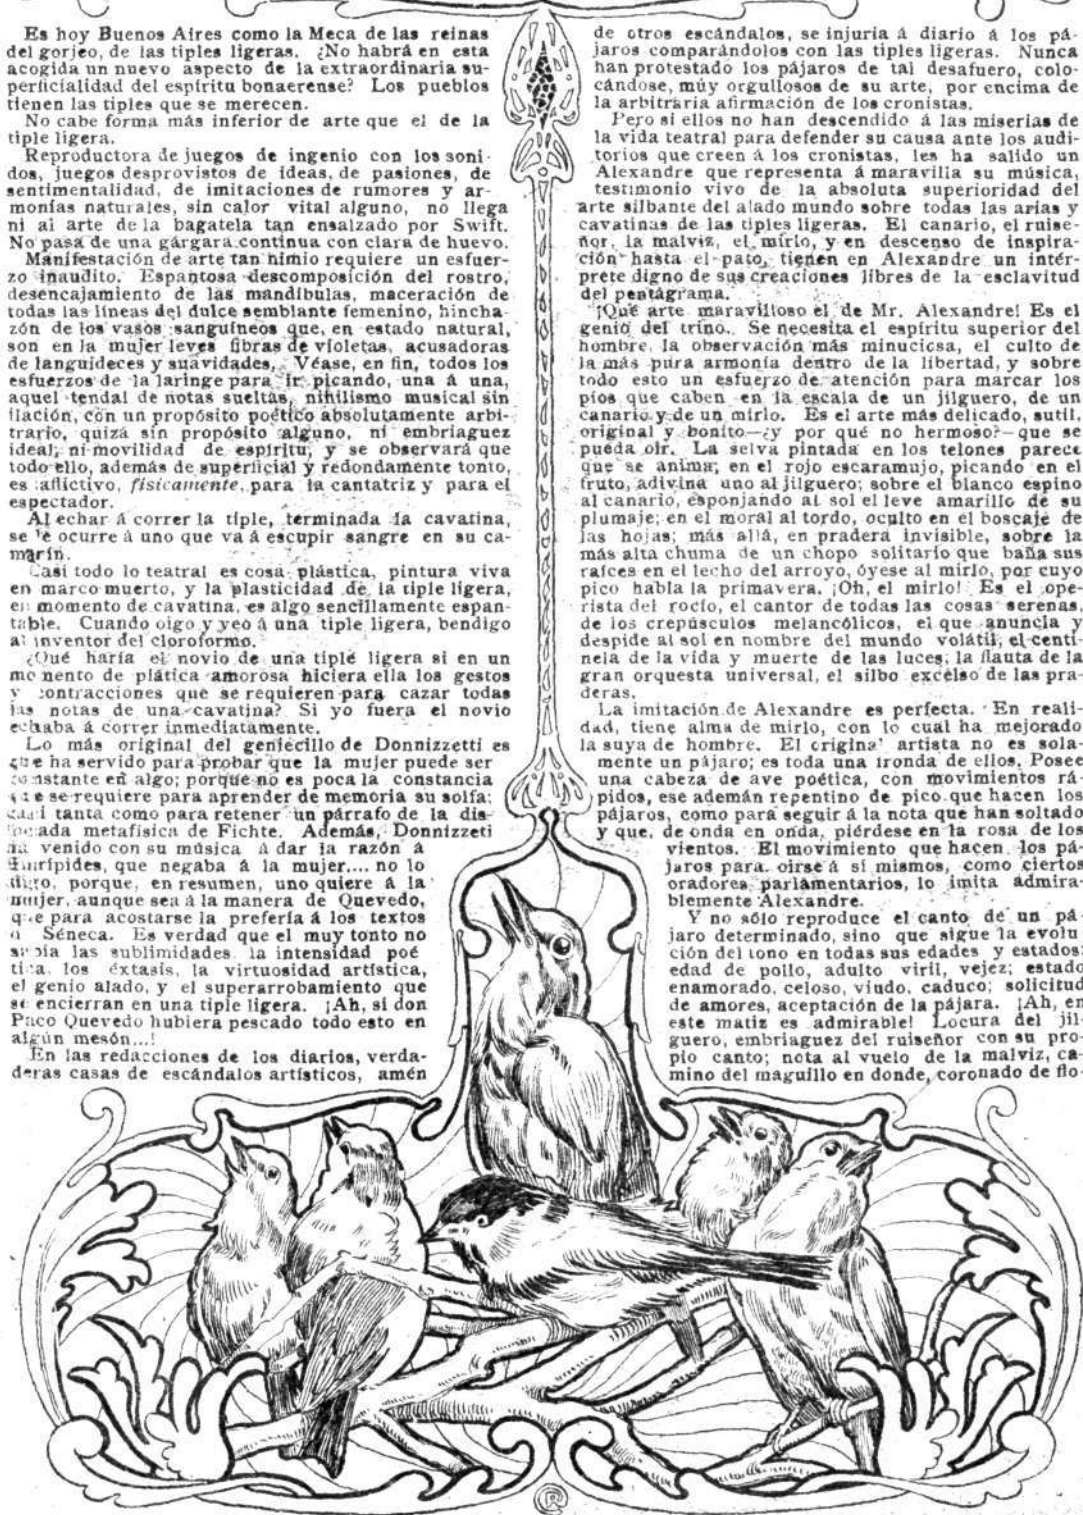 Es hoy Buenos Aires como la Meca de las reinas
del gorjeo, de las tiples ligeras. ¿No habrá en esta
acogida un nuevo aspecto de la extraordinaria su-
perficialidad del espíritu bonaerense? Los pueblos
tienen las tiples que se merecen.
No cabe forma más inferior de arte que el de la
tiple ligera.
Reproductora de juegos de ingenio con los soni-
dos, juegos desprovistos de ideas, de pasiones, de
sentimentalidad, de imitaciones de rumores y ar-
monías naturales, sin calor vital alguno, no llega
ni al arte de la bagatela tan ensalzado por Swift.
No pasa de una gárgara continua con clara de huevo.
Manifestación de arte tan nimio requiere un esfuer-
zo inaudito. Espantosa descomposición del rostro,
desencajamiento de las mandíbulas, maceración de
todas las líneas del dulce semblante femenino, hincha-
zón de los vasos sanguíneos que, en estado natural,
son en la mujer leves fibras de violetas, acusadoras
de languideces y suavidades. Véase, en fin, todos los
esfuerzos de la laringe para ir picando, una á una,
aquel tendal de notas sueltas, nihilismo musical sin
ilación, con un propósito poético absolutamente arbi-
trario, quizá sin propósito alguno, ni embriaguez
ideal, ni movilidad de espíritu, y se observará que
todo ello, además de superficial y redondamente tonto,
es aflictivo, físicamente, para la cantatriz y para el
espectador.
Al echar á correr la tiple, terminada la cavatina,
se le ocurre á uno que va á escupir sangre en su ca-
marín.
Casi todo lo teatral es cosa plástica, pintura viva
en marco muerto, y la plasticidad de la tiple ligera,
en momento de cavatina, es algo sencillamente espan-
table. Cuando oigo y veo á una tiple ligera, bendigo
al inventor del cloroformo.
¿Qué haría el novio de una tiple ligera si en un
momento de plática amorosa hiciera ella los gestos
y contracciones que se requieren para cazar todas
las notas de una cavatina? Si yo fuera el novio
echaba á correr inmediatamente.
Lo más original del geniecillo de Donnizzetti es
que ha servido para probar que la mujer puede ser
constante en algo; porque no es poca la constancia
que se requiere para aprender de memoria su solfa:
casi tanta como para retener un párrafo de la dis-
locada metafísica de Fichte. Además, Donnizzeti
ha venido con su música á dar la razón á
Eurípides, que negaba á la mujer.... no lo
digo, porque, en resumen, uno quiere á la
mujer, aunque sea á la manera de Quevedo,
que para acostarse la prefería á los textos
a Séneca. Es verdad que el muy tonto no
sabía las sublimidades, la intensidad poé
tica, los éxtasis, la virtuosidad artística,
el genio alado, y el superarrobamiento que
se encierran en una tiple ligera. ¡Ah, si don
Paco Quevedo hubiera pescado todo esto en
algún mesón...!
En las redacciones de los diarios, verda-
deras casas de escándalos artísticos, amén
de otros escándalos, se injuria á diario á los pá-
jaros comparándolos con las tiples ligeras. Nunca
han protestado los pájaros de tal desafuero, colo-
cándose, muy orgullosos de su arte, por encima de
la arbitraria afirmación de los cronistas.
Pero si ellos no han descendido á las miserias de
la vida teatral para defender su causa ante los audi-
torios que creen á los cronistas, les ha salido un
Alexandre que representa á maravilla su música,
testimonio vivo de la absoluta superioridad del
arte silbante del alado mundo sobre todas las arias y
cavatinas de las tiples ligeras. El canario, el ruise-
ñor, la malviz, el mirlo, y en descenso de inspira-
ción hasta el pato, tienen en Alexandre un intér-
prete digno de sus creaciones libres de la esclavitud
del pentágrama.
¡Qué arte maravilloso el de Mr. Alexandre! Es el
genio del trino. Se necesita el espíritu superior del
hombre, la observación más minuciosa, el culto de
la más pura armonía dentro de la libertad, y sobre
todo esto un esfuerzo de atención para marcar los
píos que caben en la escala de un jilguero, de un
canario y de un mirlo. Es el arte más delicado, sutil,
original y bonito—¿y por qué no hermoso?—que se
pueda oír. La selva pintada en los telones parece
que se anima; en el rojo escaramujo, picando en el
fruto, adivina uno al jilguero; sobre el blanco espino
al canario, esponjando al sol el leve amarillo de su
plumaje; en el moral al tordo, oculto en el boscaje de
las hojas; más allá, en pradera invisible, sobre la
más alta chuma de un chopo solitario que baña sus
raíces en el lecho del arroyo, óyese al mirlo, por cuyo
pico habla la primavera. ¡Oh, el mirlo! Es el ope-
rista del rocío, el cantor de todas las cosas serenas,
de los crepúsculos melancólicos, el que anuncia y
despide al sol en nombre del mundo volátil, el centi-
nela de la vida y muerte de las luces; la flauta de la
gran orquesta universal, el silbo excelso de las pra-
deras.
La imitación de Alexandre es perfecta. En reali-
dad, tiene alma de mirlo, con lo cual ha mejorado
la suya de hombre. El original artista no es sola-
mente un pájaro; es toda una fronda de ellos. Posee
una cabeza de ave poética, con movimientos rá-
pidos, ese ademán repentino de pico que hacen los
pájaros, como para seguir á la nota que han soltado
y que, de onda en onda, piérdese en la rosa de los
vientos. El movimiento que hacen los pá-
jaros para oirse á sí mismos, como ciertos
oradores parlamentarios, lo imita admira-
blemente Alexandre.
Y no sólo reproduce el canto de un pá
jaro determinado, sino que sigue la evolu
ción del tono en todas sus edades y estados:
edad de pollo, adulto viril, vejez; estado
enamorado, celoso, viudo, caduco; solicitud
de amores, aceptación de la pájara. ¡Ah, en
este matiz es admirable! Locura del jil-
guero, embriaguez del ruiseñor con su pro-
pio canto; nota al vuelo de la malviz, ca-
mino del maguillo en donde, coronado de flo-